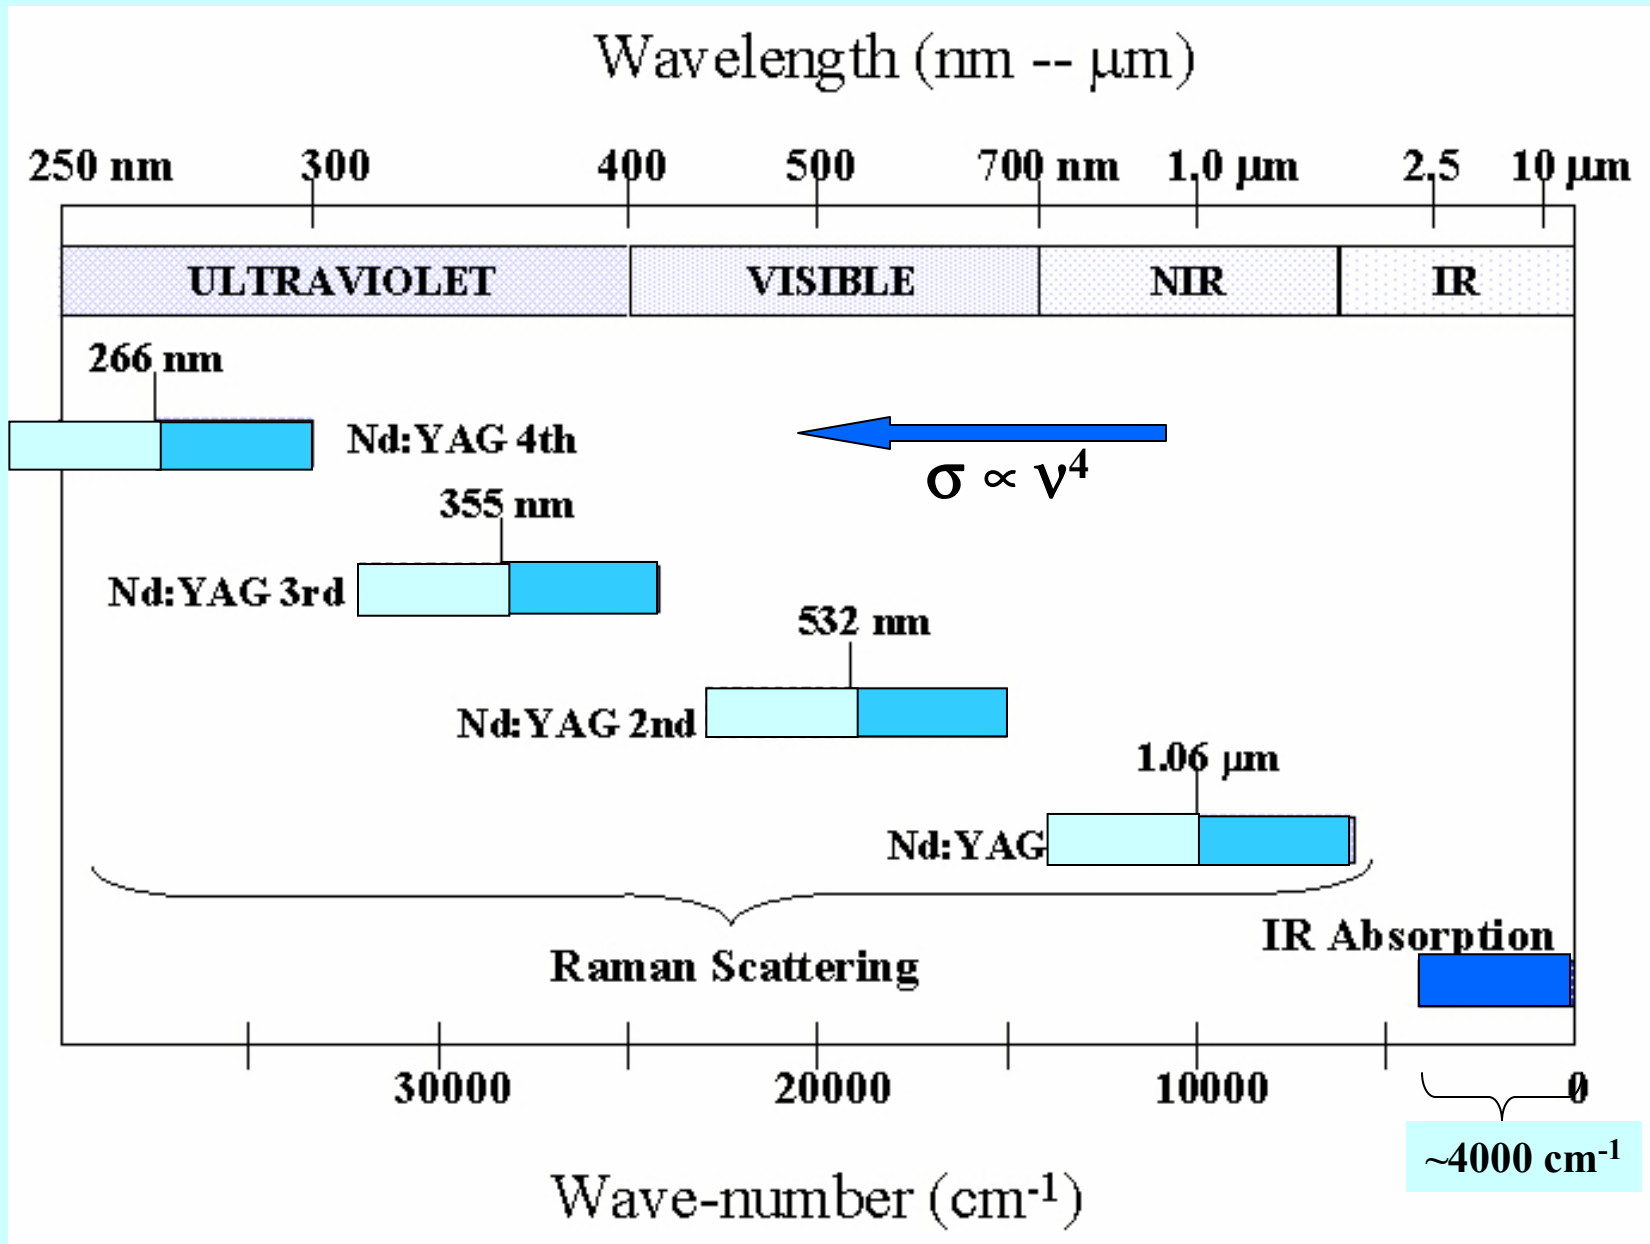 Wavelength (nm -- μm)
250 nm 300 400 500 700 nm 1.0 μm 2.5 10 μm
ULTRAVIOLET VISIBLE NIR IR
266 nm
Nd:YAG 4th
σ ∝ ν⁴
355 nm
Nd:YAG 3rd
532 nm
Nd:YAG 2nd
1.06 μm
Nd:YAG
IR Absorption
Raman Scattering
30000 20000 10000 0
~4000 cm⁻¹
Wave-number (cm⁻¹)